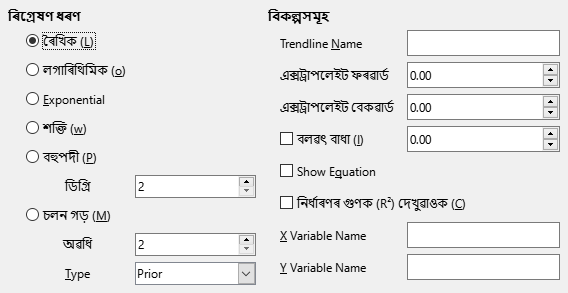 ৰিগ্ৰেষণ ধৰণ
ৰৈখিক (L)
লগাৰিথিমিক (o)
Exponential
শক্তি (w)
বহুপদী (P)
ডিগ্ৰি 2
চলন গড় (M)
অৱধি 2
Type Prior
বিকল্পসমূহ
Trendline Name
এক্সট্ৰাপলেইট ফৰৱাৰ্ড 0.00
এক্সট্ৰাপলেইট বেকৱাৰ্ড 0.00
বলৱৎ বাধা (I) 0.00
Show Equation
নিৰ্ধাৰণৰ গুণক (R²) দেখুৱাওক (C)
X Variable Name
Y Variable Name